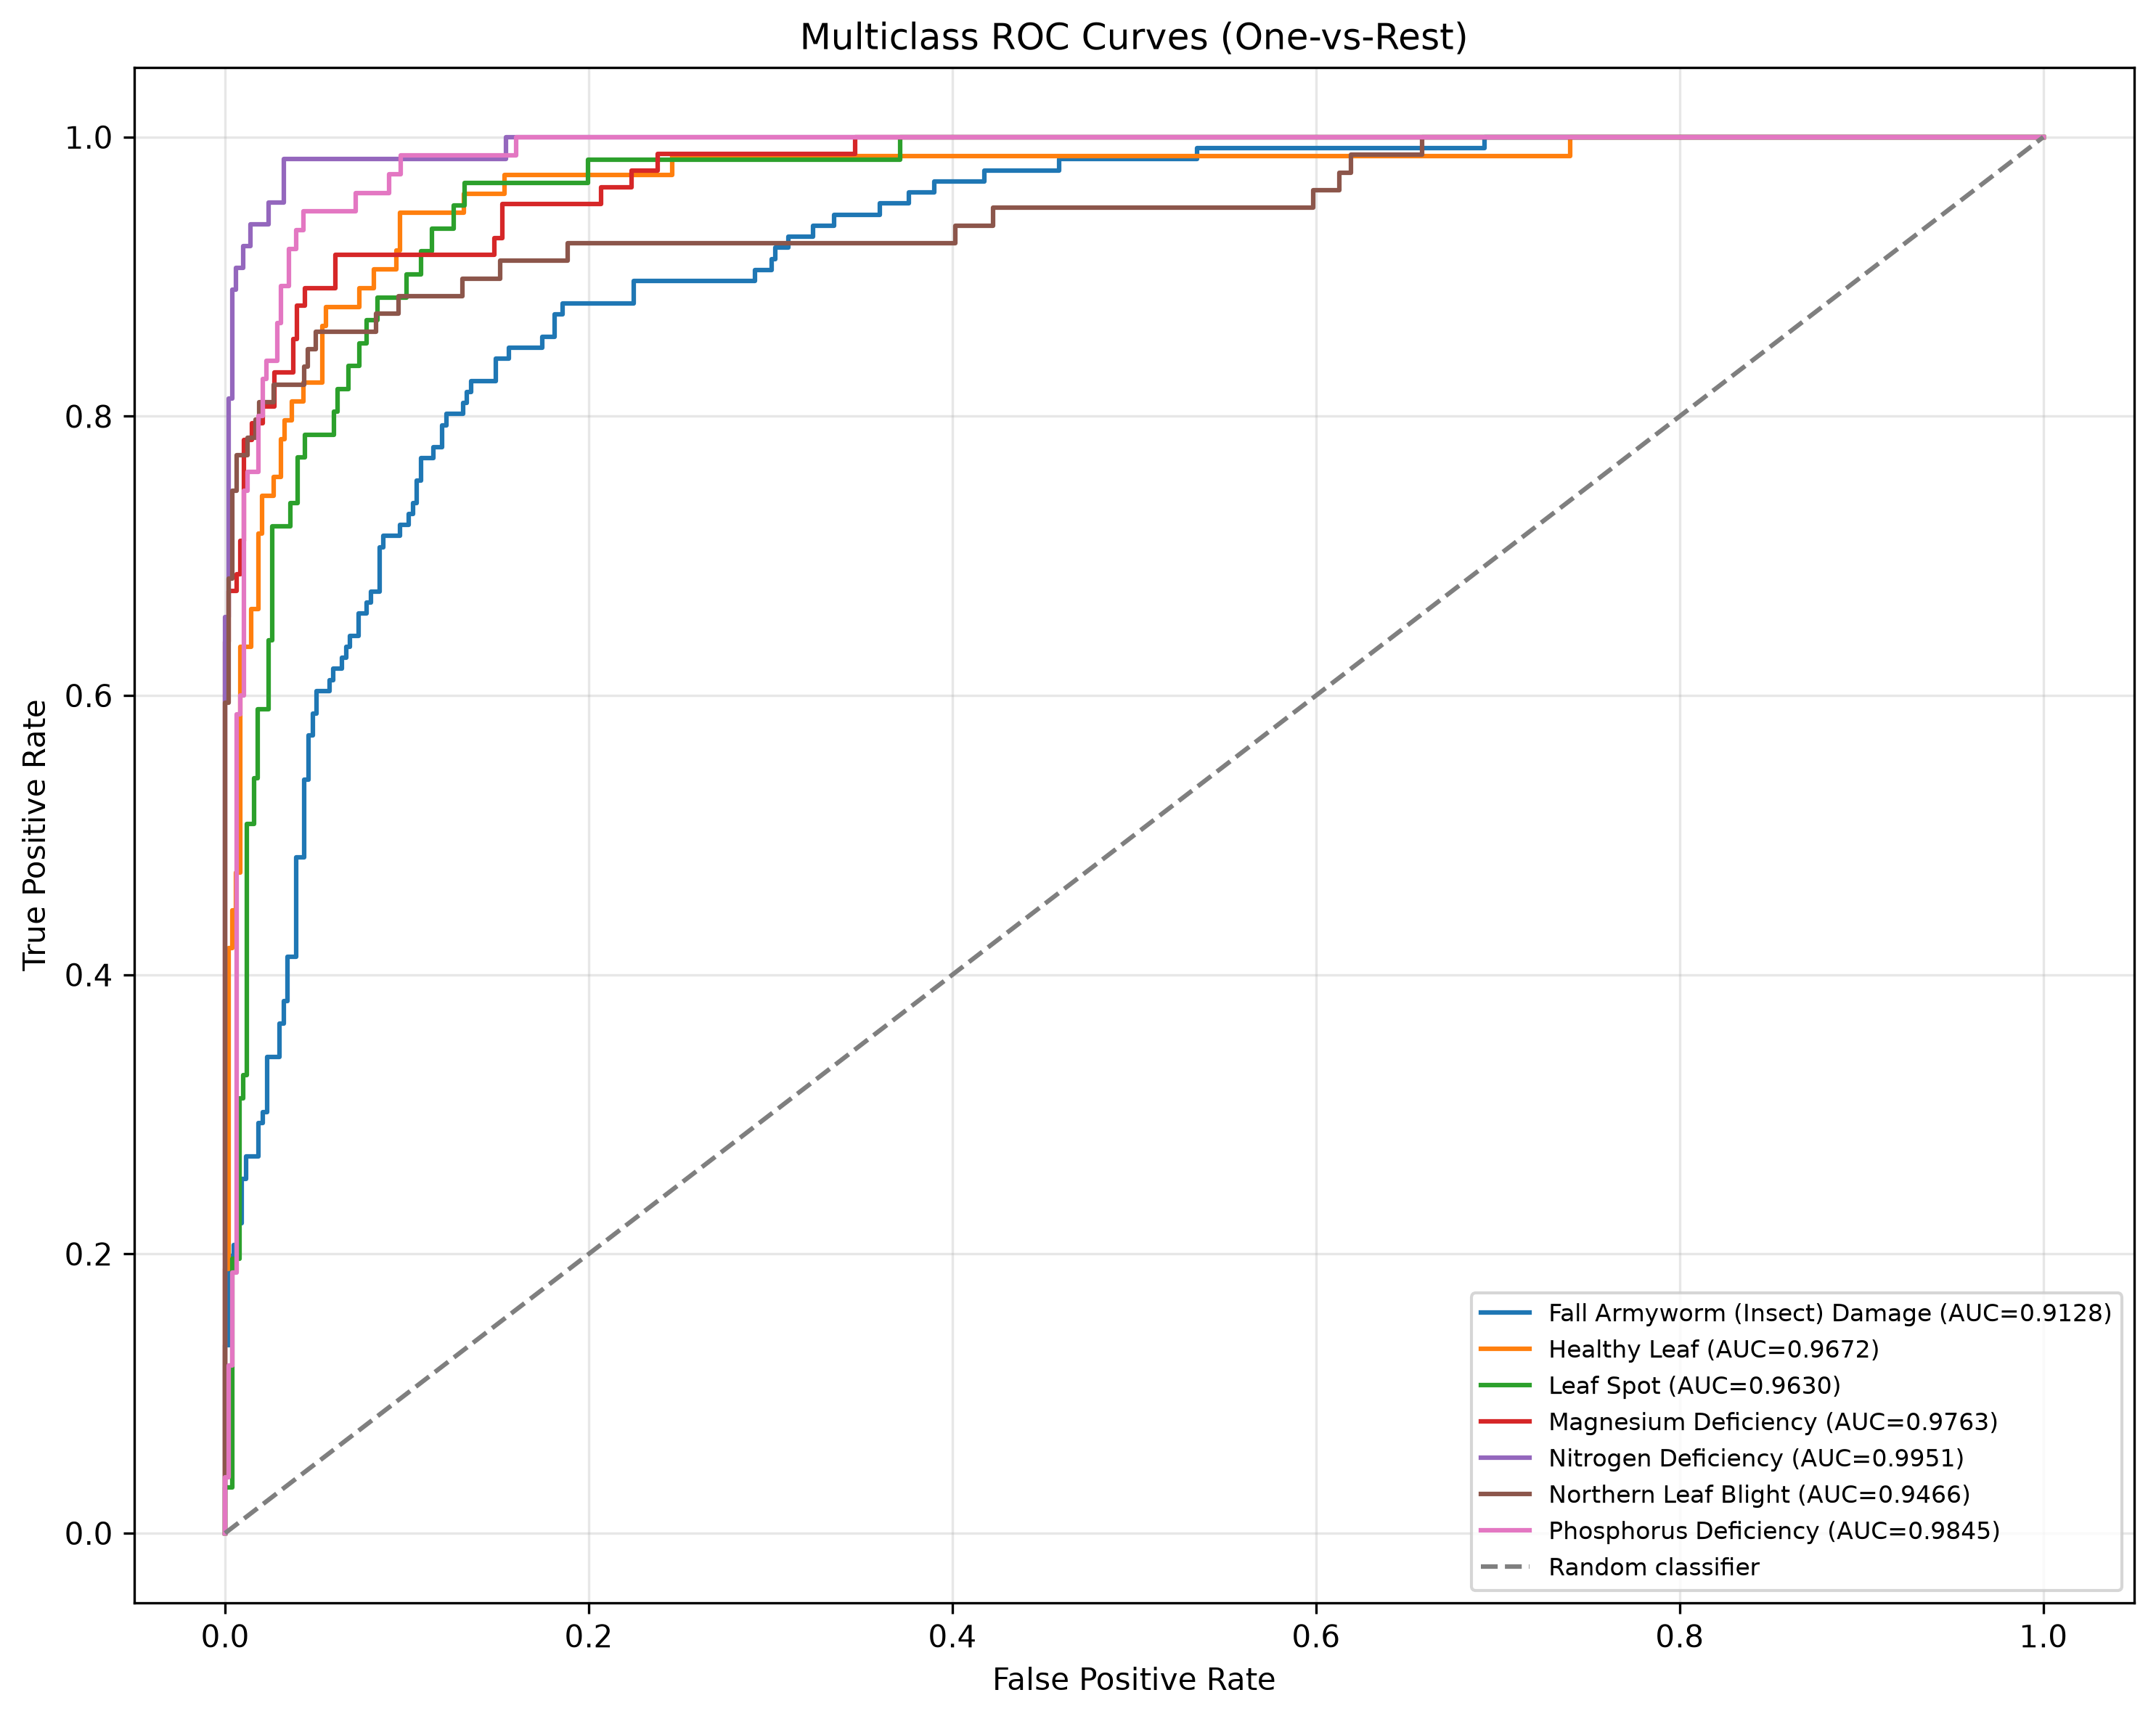 Multiclass ROC Curves (One-vs-Rest)
True Positive Rate
1.0
0.8
0.6
0.4
0.2
0.0
0.0 0.2 0.4 0.6 0.8 1.0
False Positive Rate
Fall Armyworm (Insect) Damage (AUC=0.9128)
Healthy Leaf (AUC=0.9672)
Leaf Spot (AUC=0.9630)
Magnesium Deficiency (AUC=0.9763)
Nitrogen Deficiency (AUC=0.9951)
Northern Leaf Blight (AUC=0.9466)
Phosphorus Deficiency (AUC=0.9845)
Random classifier